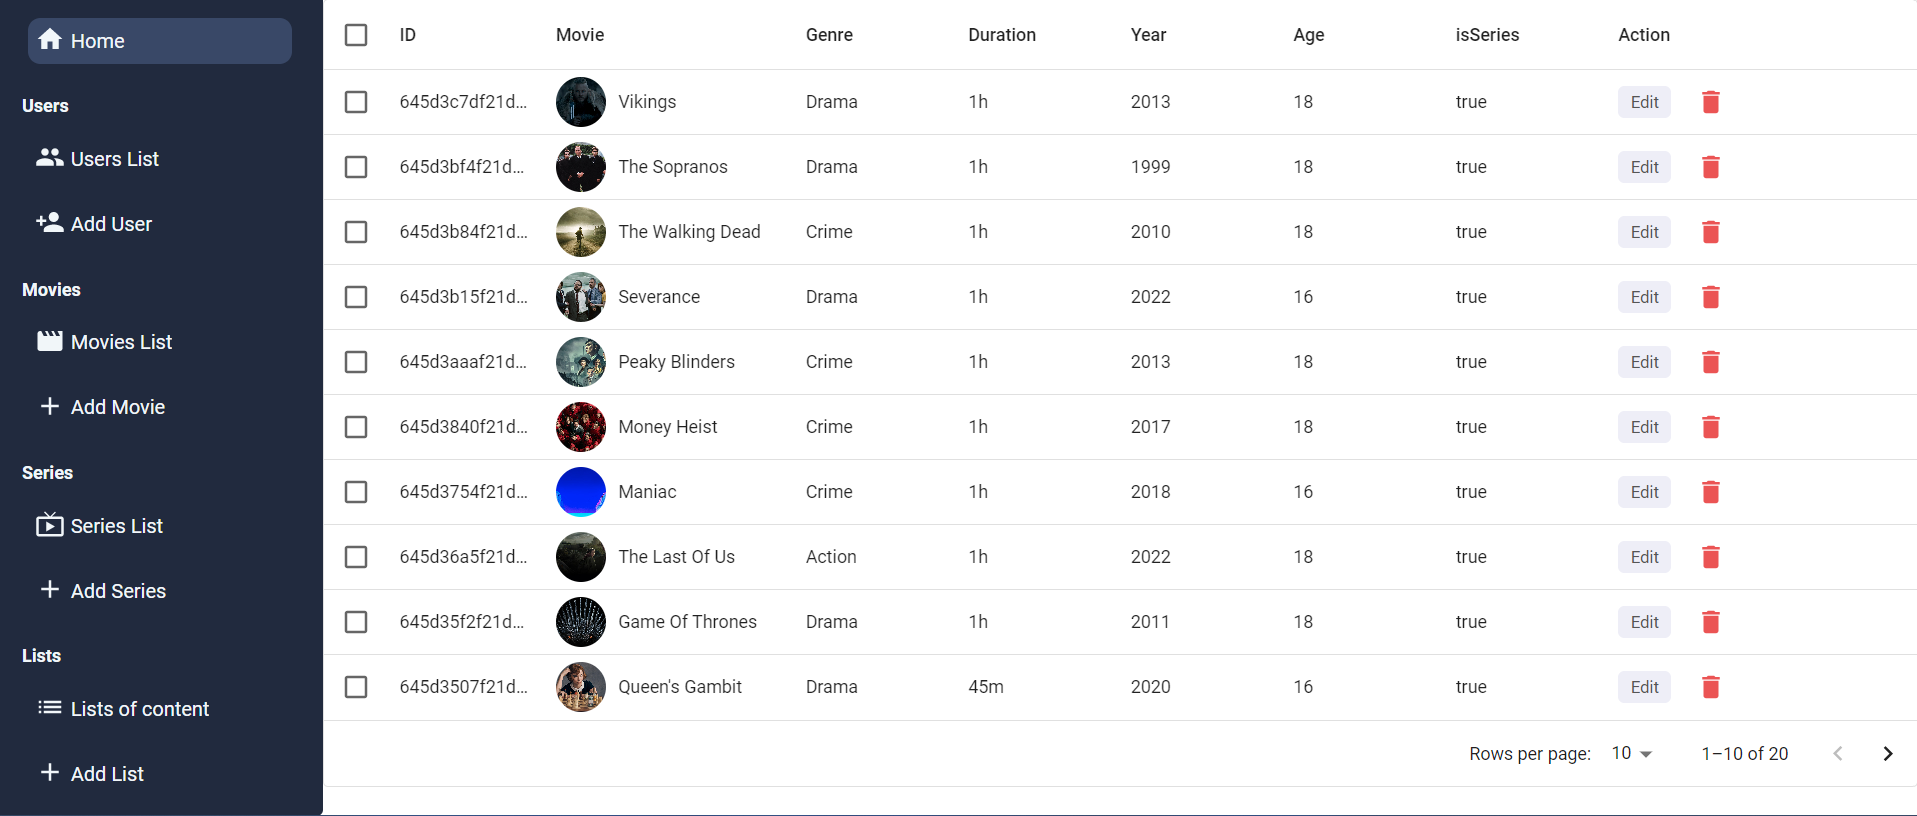 Home
Users
Users List
Add User
Movies
Movies List
Add Movie
Series
Series List
Add Series
Lists
Lists of content
Add List
ID Movie Genre Duration Year Age isSeries Action
645d3c7df21d… Vikings Drama 1h 2013 18 true Edit
645d3bf4f21d… The Sopranos Drama 1h 1999 18 true Edit
645d3b84f21d… The Walking Dead Crime 1h 2010 18 true Edit
645d3b15f21d… Severance Drama 1h 2022 16 true Edit
645d3aaaf21d… Peaky Blinders Crime 1h 2013 18 true Edit
645d3840f21d… Money Heist Crime 1h 2017 18 true Edit
645d3754f21d… Maniac Crime 1h 2018 16 true Edit
645d36a5f21d… The Last Of Us Action 1h 2022 18 true Edit
645d35f2f21d… Game Of Thrones Drama 1h 2011 18 true Edit
645d3507f21d… Queen's Gambit Drama 45m 2020 16 true Edit
Rows per page: 10 1–10 of 20